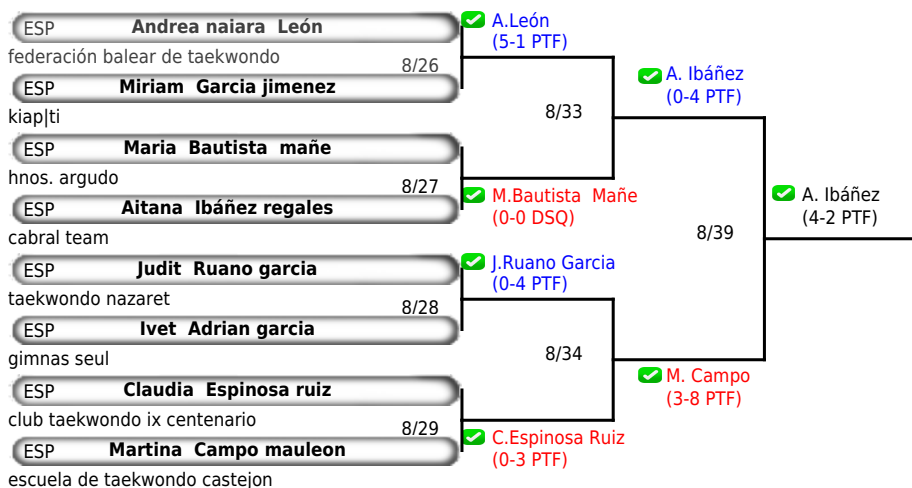 ESP Andrea naiara León
federación balear de taekwondo
8/26
ESP Miriam Garcia jimenez
kiap|ti
ESP Maria Bautista mañe
hnos. argudo
8/27
ESP Aitana Ibáñez regales
cabral team
ESP Judit Ruano garcia
taekwondo nazaret
8/28
ESP Ivet Adrian garcia
gimnas seul
ESP Claudia Espinosa ruiz
club taekwondo ix centenario
8/29
ESP Martina Campo mauleon
escuela de taekwondo castejon
A.León
(5-1 PTF)
8/33
M.Bautista Mañe
(0-0 DSQ)
J.Ruano Garcia
(0-4 PTF)
8/34
C.Espinosa Ruiz
(0-3 PTF)
A. Ibáñez
(0-4 PTF)
8/39
M. Campo
(3-8 PTF)
A. Ibáñez
(4-2 PTF)